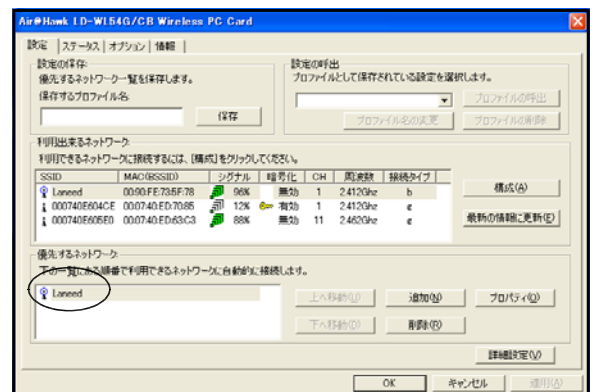 Air@Hawk LD-WL54G/CB Wireless PC Card
設定 ステータス オプション 情報
設定の保存
優先するネットワーク一覧を保存します。
保存するプロファイル名
保存
設定の呼出
プロファイルとして保存されている設定を選択します。
プロファイルの呼出
プロファイル名の変更 プロファイルの削除
利用出来るネットワーク
利用できるネットワークに接続するには、[構成]をクリックしてください。
SSID MAC(BSSID) シグナル 暗号化 CH 周波数 接続タイプ
Laneed 00:90:FE:73:5F:78 96% 無効 1 2.412Ghz b
000740E604CE 00:07:40:ED:70:85 12% 有効 1 2.412Ghz g
000740E605E0 00:07:40:ED:63:C3 88% 無効 11 2.462Ghz g
構成(A)
最新の情報に更新(E)
優先するネットワーク
下の一覧にある順番で利用できるネットワークに自動的に接続します。
Laneed
上へ移動(U) 追加(N) プロパティ(O)
下へ移動(D) 削除(R)
詳細設定(V)
OK キャンセル 適用(A)